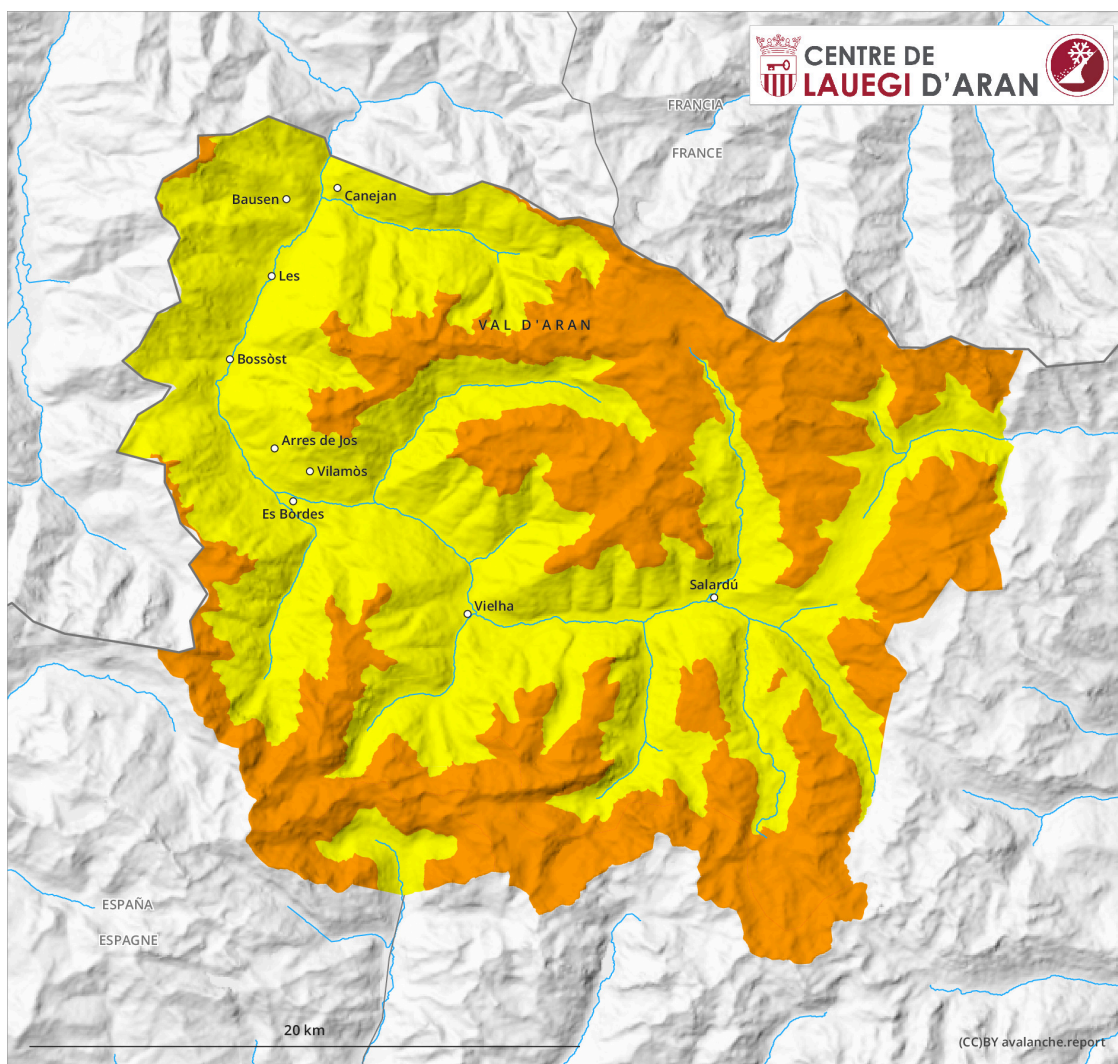 CENTRE DE
LAUEGI D'ARAN
FRANCIA
FRANCE
Bausen
Canejan
Les
VAL D'ARAN
Bossòst
Arres de Jos
Vilamòs
Es Bòrdes
Salardú
Vielha
ESPAÑA
ESPAGNE
20 km
(CC)BY avalanche.report